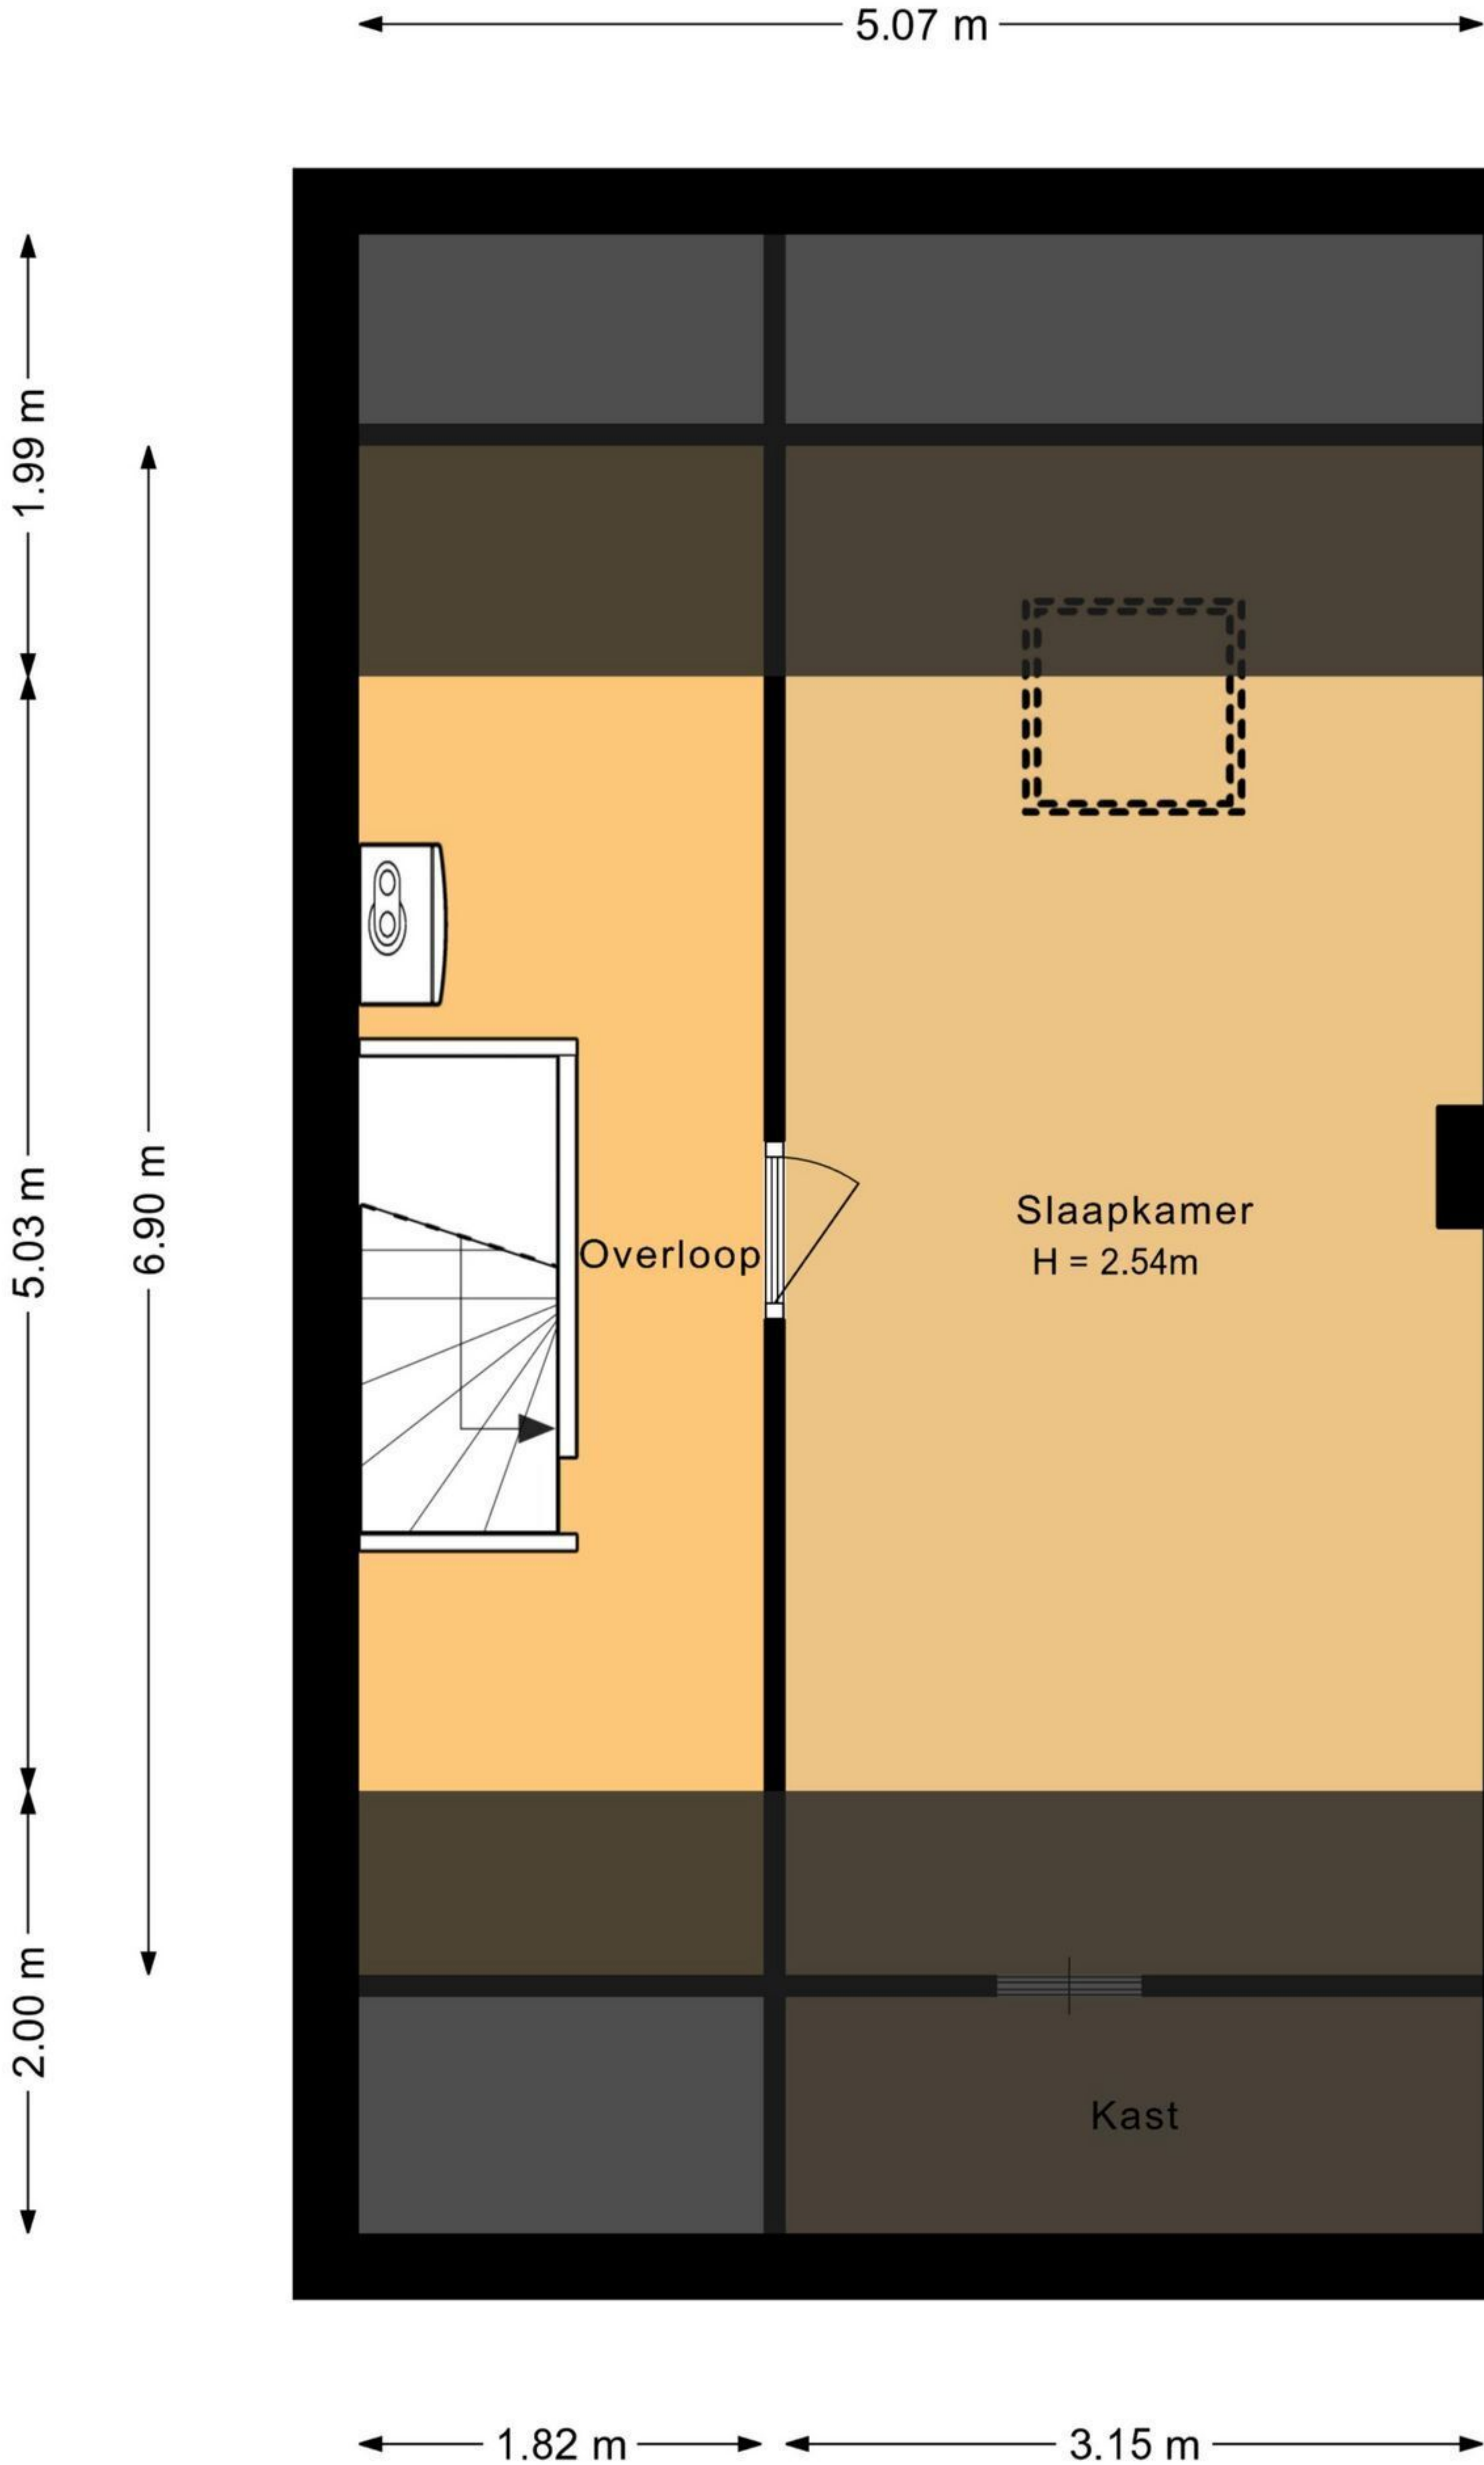 5.07 m
1.99 m
5.03 m
6.90 m
2.00 m
Overloop
Slaapkamer
H = 2.54m
Kast
1.82 m
3.15 m